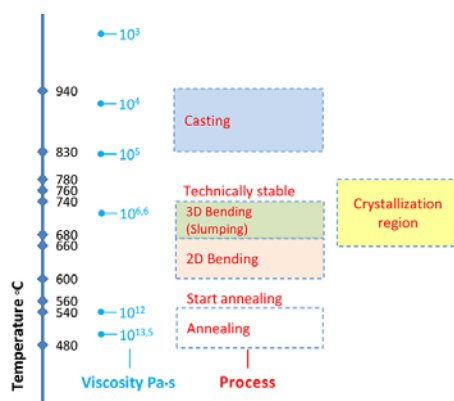 10³
940
10⁴
Casting
830
10⁵
780
760
740
Technically stable
3D Bending
(Slumping)
Crystallization
region
10⁶,⁶
680
660
2D Bending
600
560
Start annealing
540
10¹²
Annealing
10¹³,⁵
480
Temperature °C
Viscosity Pa·s
Process